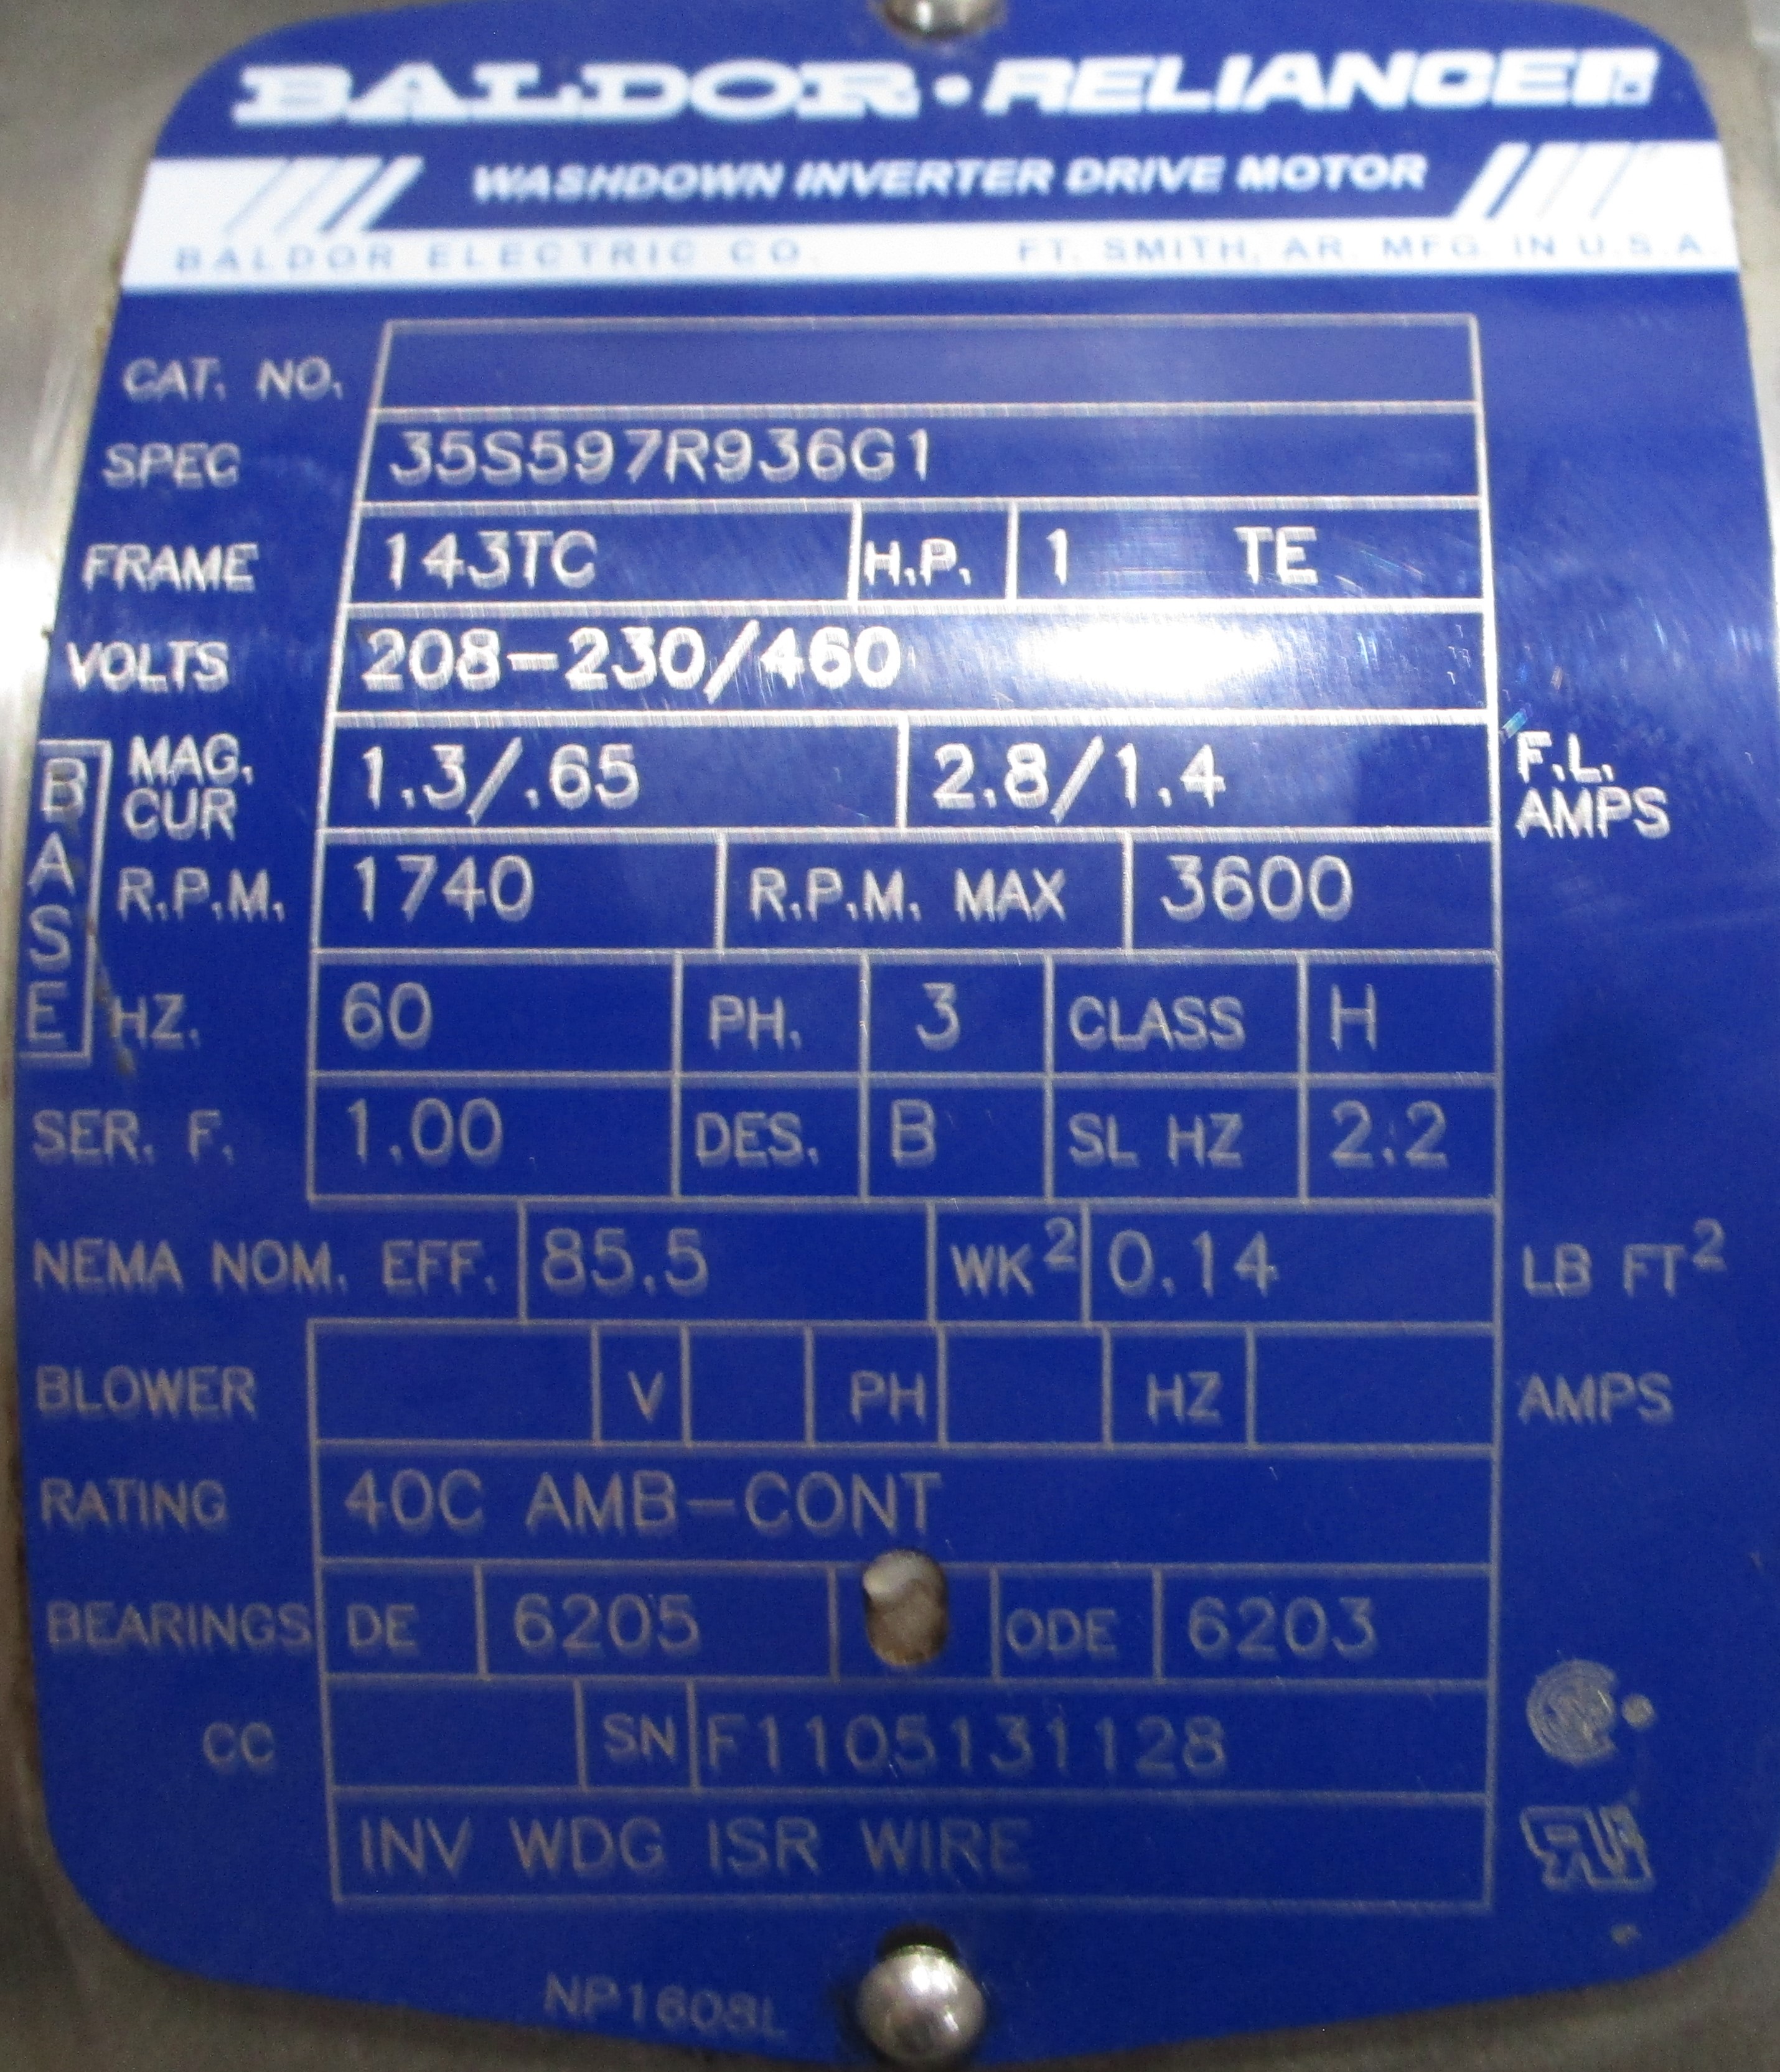 BALDOR • RELIANCER
WASHDOWN INVERTER DRIVE MOTOR
BALDOR ELECTRIC CO. FT. SMITH, AR. MFG. IN U.S.A.
CAT. NO.
SPEC 35S597R936G1
FRAME 143TC H.P. 1 TE
VOLTS 208-230/460
BASE
MAG. CUR 1.3/.65 2.8/1.4 F.L. AMPS
R.P.M. 1740 R.P.M. MAX 3600
HZ. 60 PH. 3 CLASS H
SER. F. 1.00 DES. B SL HZ 2.2
NEMA NOM. EFF. 85.5 WK² 0.14 LB FT²
BLOWER V PH HZ AMPS
RATING 40C AMB-CONT
BEARINGS DE 6205 ODE 6203
CC SN F1105131128
INV WDG ISR WIRE
NP1608L